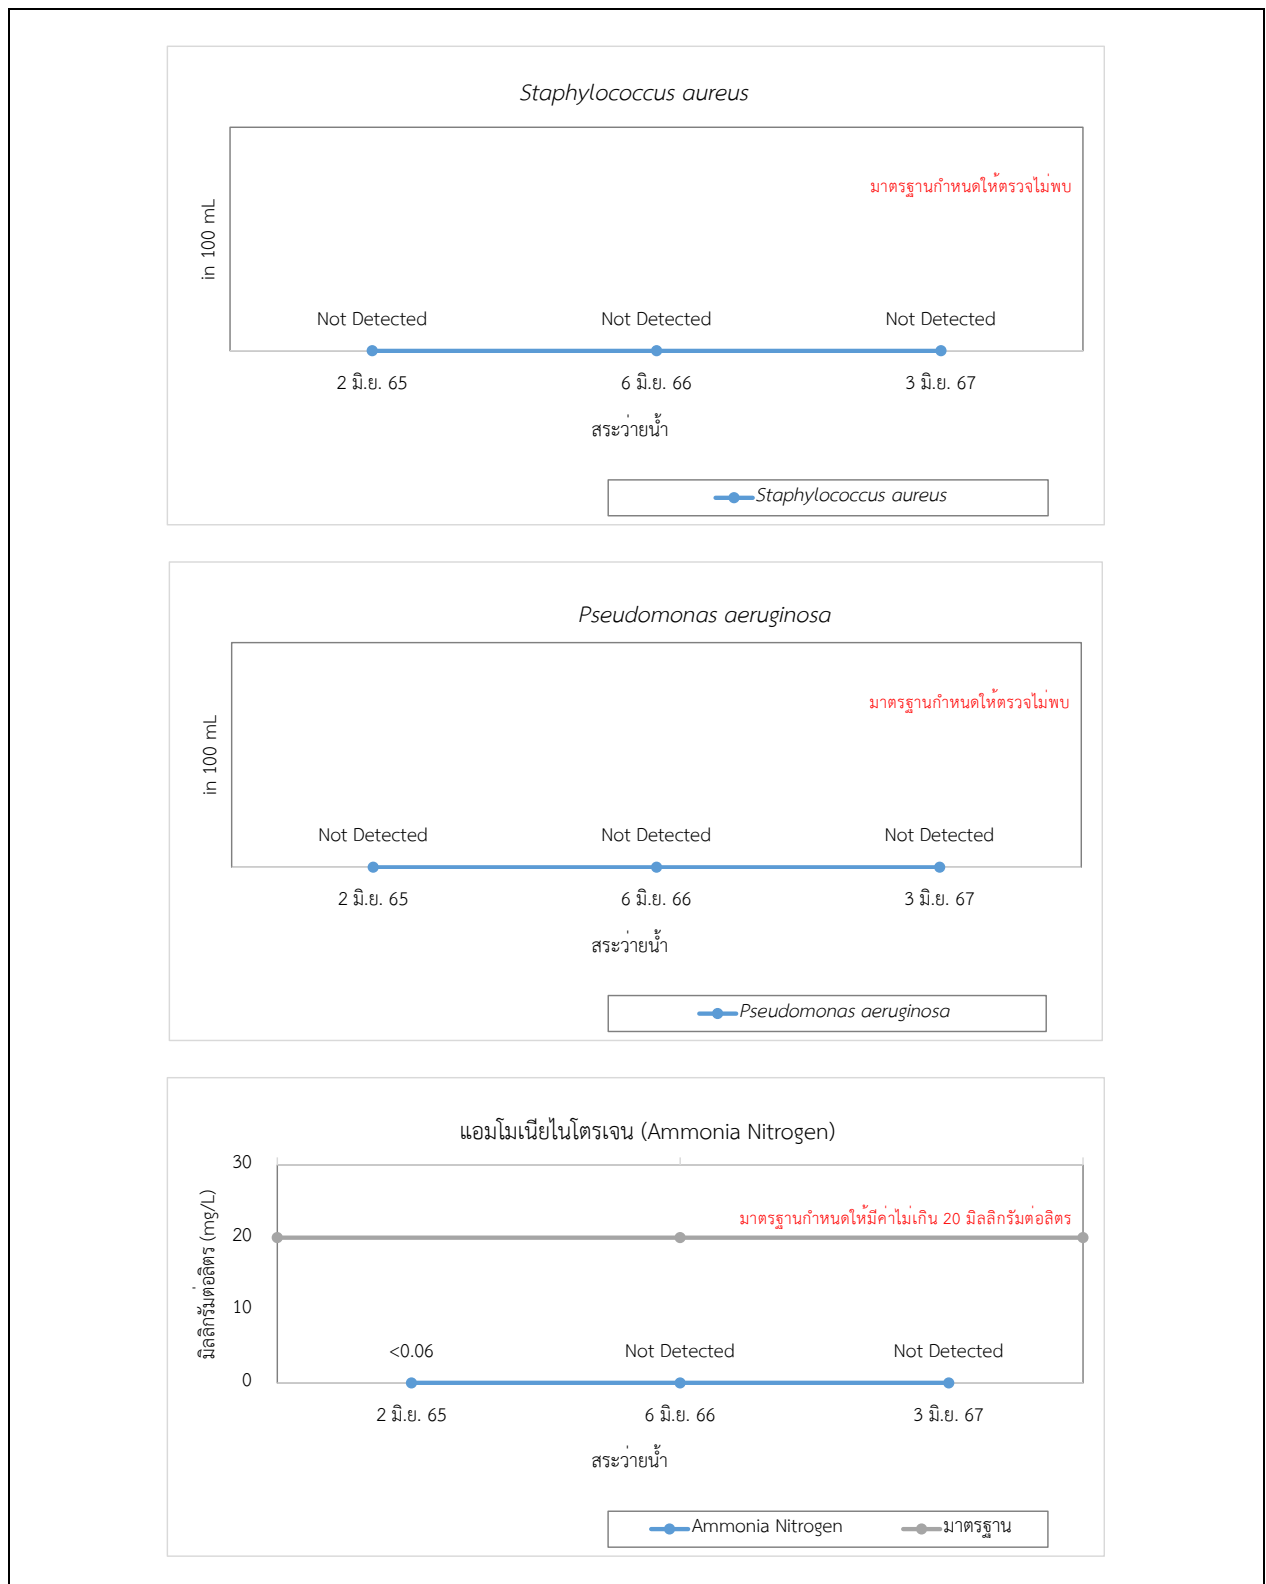 Staphylococcus aureus
มาตรฐานกำหนดให้ตรวจไม่พบ
in 100 mL
Not Detected Not Detected Not Detected
2 มิ.ย. 65 6 มิ.ย. 66 3 มิ.ย. 67
สระว่ายน้ำ
Staphylococcus aureus
Pseudomonas aeruginosa
มาตรฐานกำหนดให้ตรวจไม่พบ
in 100 mL
Not Detected Not Detected Not Detected
2 มิ.ย. 65 6 มิ.ย. 66 3 มิ.ย. 67
สระว่ายน้ำ
Pseudomonas aeruginosa
แอมโมเนียไนโตรเจน (Ammonia Nitrogen)
30
มาตรฐานกำหนดให้มีค่าไม่เกิน 20 มิลลิกรัมต่อลิตร
20
มิลลิกรัมต่อลิตร (mg/L)
10
<0.06 Not Detected Not Detected
0
2 มิ.ย. 65 6 มิ.ย. 66 3 มิ.ย. 67
สระว่ายน้ำ
Ammonia Nitrogen มาตรฐาน